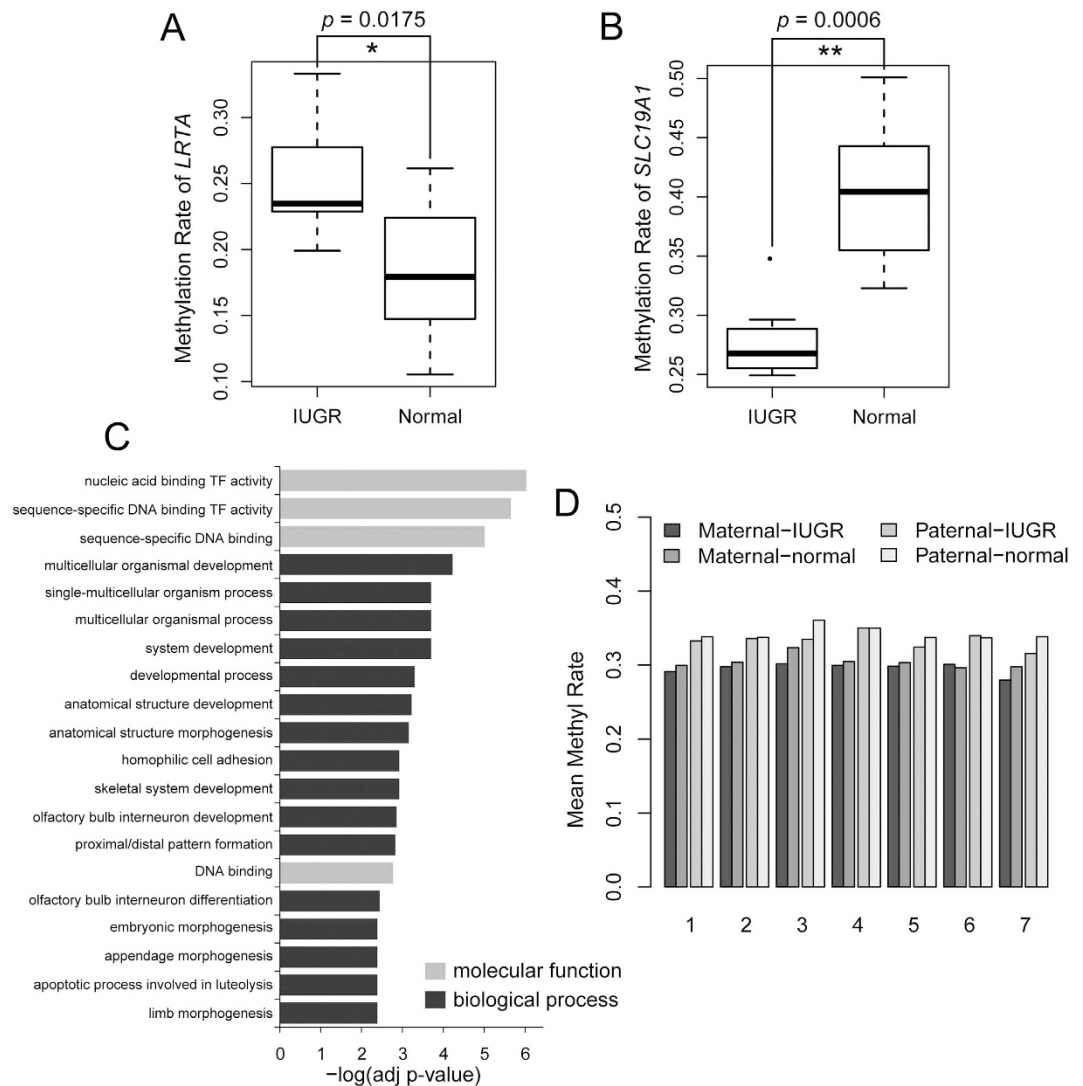 A
p = 0.0175
*
Methylation Rate of LRTA
0.30
0.25
0.20
0.15
0.10
IUGR Normal
B
p = 0.0006
**
Methylation Rate of SLC19A1
0.50
0.45
0.40
0.35
0.30
0.25
IUGR Normal
C
nucleic acid binding TF activity
sequence-specific DNA binding TF activity
sequence-specific DNA binding
multicellular organismal development
single-multicellular organism process
multicellular organismal process
system development
developmental process
anatomical structure development
anatomical structure morphogenesis
homophilic cell adhesion
skeletal system development
olfactory bulb interneuron development
proximal/distal pattern formation
DNA binding
olfactory bulb interneuron differentiation
embryonic morphogenesis
appendage morphogenesis
apoptotic process involved in luteolysis
limb morphogenesis
molecular function
biological process
0 1 2 3 4 5 6
−log(adj p-value)
D
Maternal−IUGR Paternal−IUGR
Maternal−normal Paternal−normal
Mean Methyl Rate
0.5
0.4
0.3
0.2
0.1
0.0
1 2 3 4 5 6 7